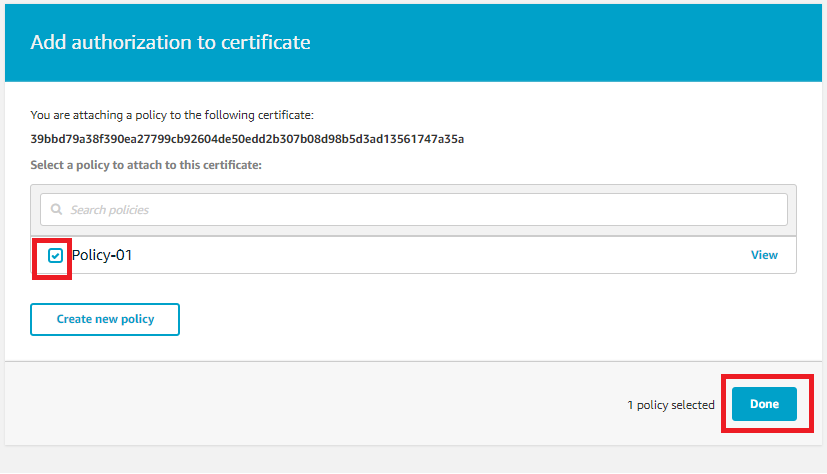 Add authorization to certificate
You are attaching a policy to the following certificate:
39bbd79a38f390ea27799cb92604de50edd2b307b08d98b5d3ad13561747a35a
Select a policy to attach to this certificate:
Search policies
Policy-01 View
Create new policy
1 policy selected Done